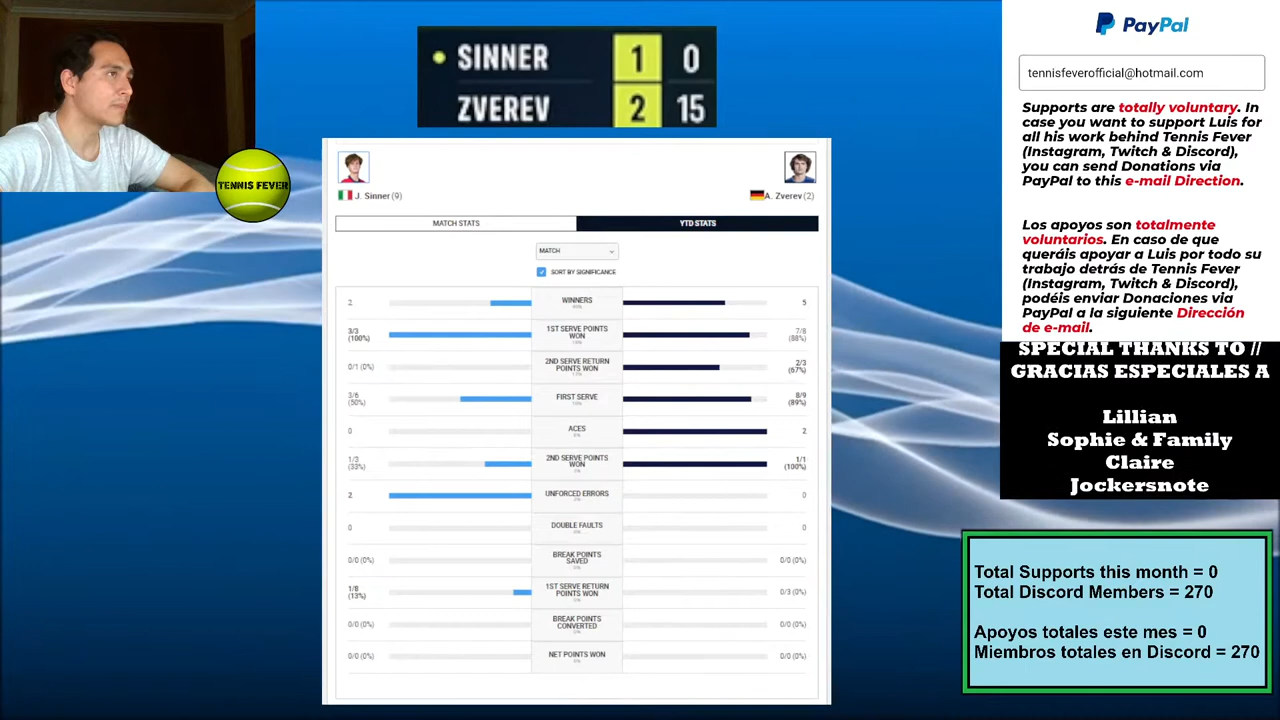 SINNER 1 0
ZVEREV 2 15
TENNIS FEVER
J. Sinner (9)
A. Zverev (2)
MATCH STATS
YTD STATS
MATCH
SORT BY SIGNIFICANCE
2 WINNERS 5
3/3 (100%) 1ST SERVE POINTS WON 7/8 (88%)
0/1 (0%) 2ND SERVE RETURN POINTS WON 2/3 (67%)
3/6 (50%) FIRST SERVE 8/9 (89%)
0 ACES 2
1/3 (33%) 2ND SERVE POINTS WON 1/1 (100%)
2 UNFORCED ERRORS 0
0 DOUBLE FAULTS 0
0/0 (0%) BREAK POINTS SAVED 0/0 (0%)
1/8 (13%) 1ST SERVE RETURN POINTS WON 0/3 (0%)
0/0 (0%) BREAK POINTS CONVERTED 0/0 (0%)
0/0 (0%) NET POINTS WON 0/0 (0%)
PayPal
tennisfeverofficial@hotmail.com
Supports are totally voluntary. In
case you want to support Luis for
all his work behind Tennis Fever
(Instagram, Twitch & Discord),
you can send Donations via
PayPal to this e-mail Direction.
Los apoyos son totalmente
voluntarios. En caso de que
queráis apoyar a Luis por todo su
trabajo detrás de Tennis Fever
(Instagram, Twitch & Discord),
podéis enviar Donaciones via
PayPal a la siguiente Dirección
de e-mail.
SPECIAL THANKS TO //
GRACIAS ESPECIALES A
Lillian
Sophie & Family
Claire
Jockersnote
Total Supports this month = 0
Total Discord Members = 270
Apoyos totales este mes = 0
Miembros totales en Discord = 270